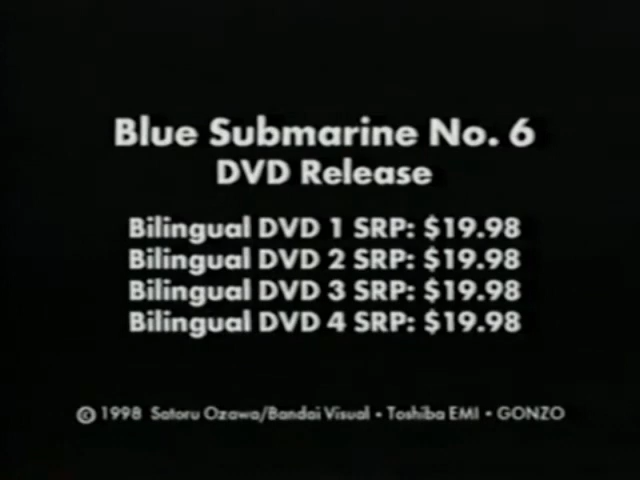 Blue Submarine No. 6
DVD Release
Bilingual DVD 1 SRP: $19.98
Bilingual DVD 2 SRP: $19.98
Bilingual DVD 3 SRP: $19.98
Bilingual DVD 4 SRP: $19.98
© 1998 Satoru Ozawa/Bandai Visual • Toshiba EMI • GONZO